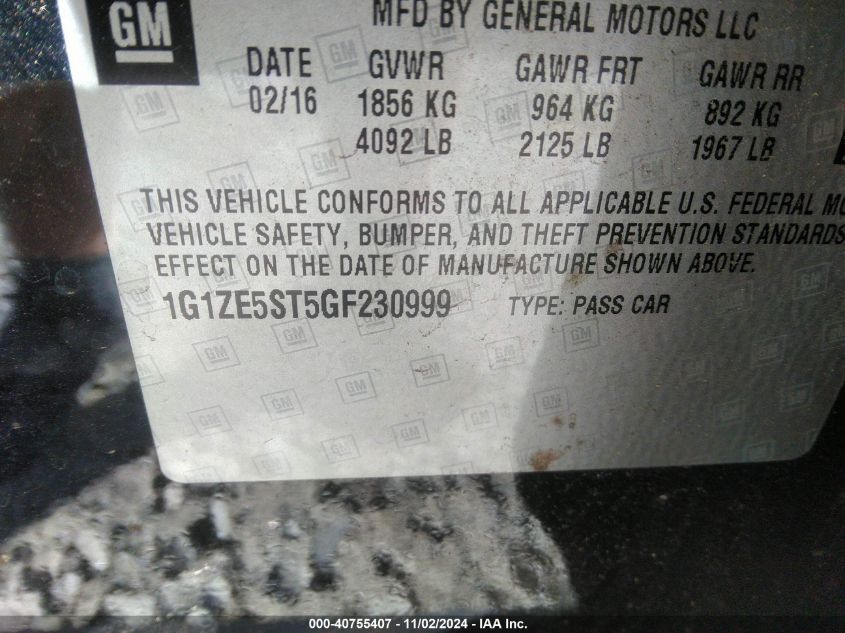 GM
MFD BY GENERAL MOTORS LLC
DATE GVWR GAWR FRT GAWR RR
02/16 1856 KG 964 KG 892 KG
4092 LB 2125 LB 1967 LB
THIS VEHICLE CONFORMS TO ALL APPLICABLE U.S. FEDERAL MO
VEHICLE SAFETY, BUMPER, AND THEFT PREVENTION STANDARDS
EFFECT ON THE DATE OF MANUFACTURE SHOWN ABOVE.
1G1ZE5ST5GF230999 TYPE: PASS CAR
000-40755407 - 11/02/2024 - IAA Inc.